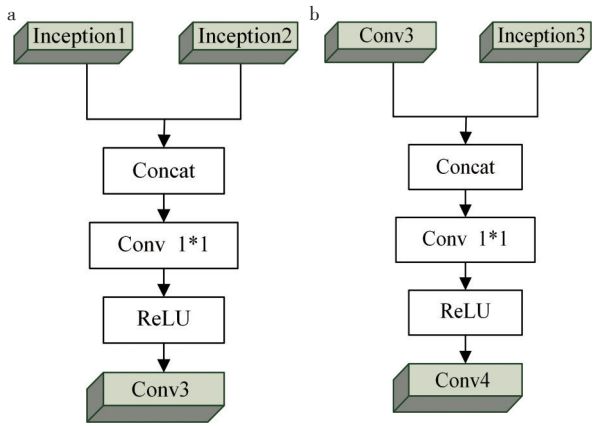 a
Inception1
Inception2
Concat
Conv 1*1
ReLU
Conv3
b
Conv3
Inception3
Concat
Conv 1*1
ReLU
Conv4